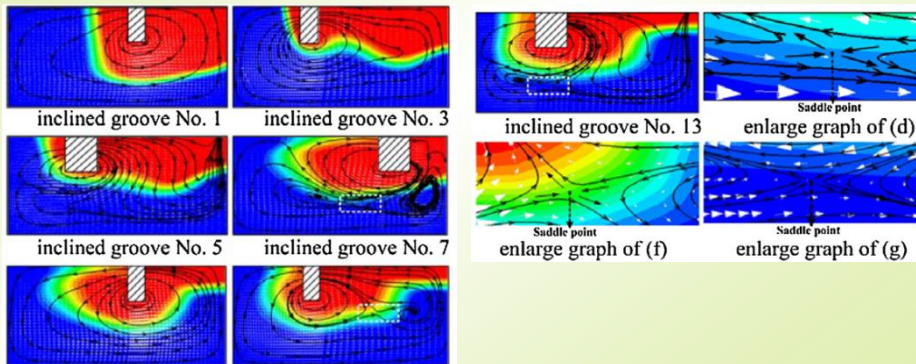 inclined groove No. 1
inclined groove No. 3
inclined groove No. 5
inclined groove No. 7
inclined groove No. 13
Saddle point
enlarge graph of (d)
Saddle point
enlarge graph of (f)
Saddle point
enlarge graph of (g)